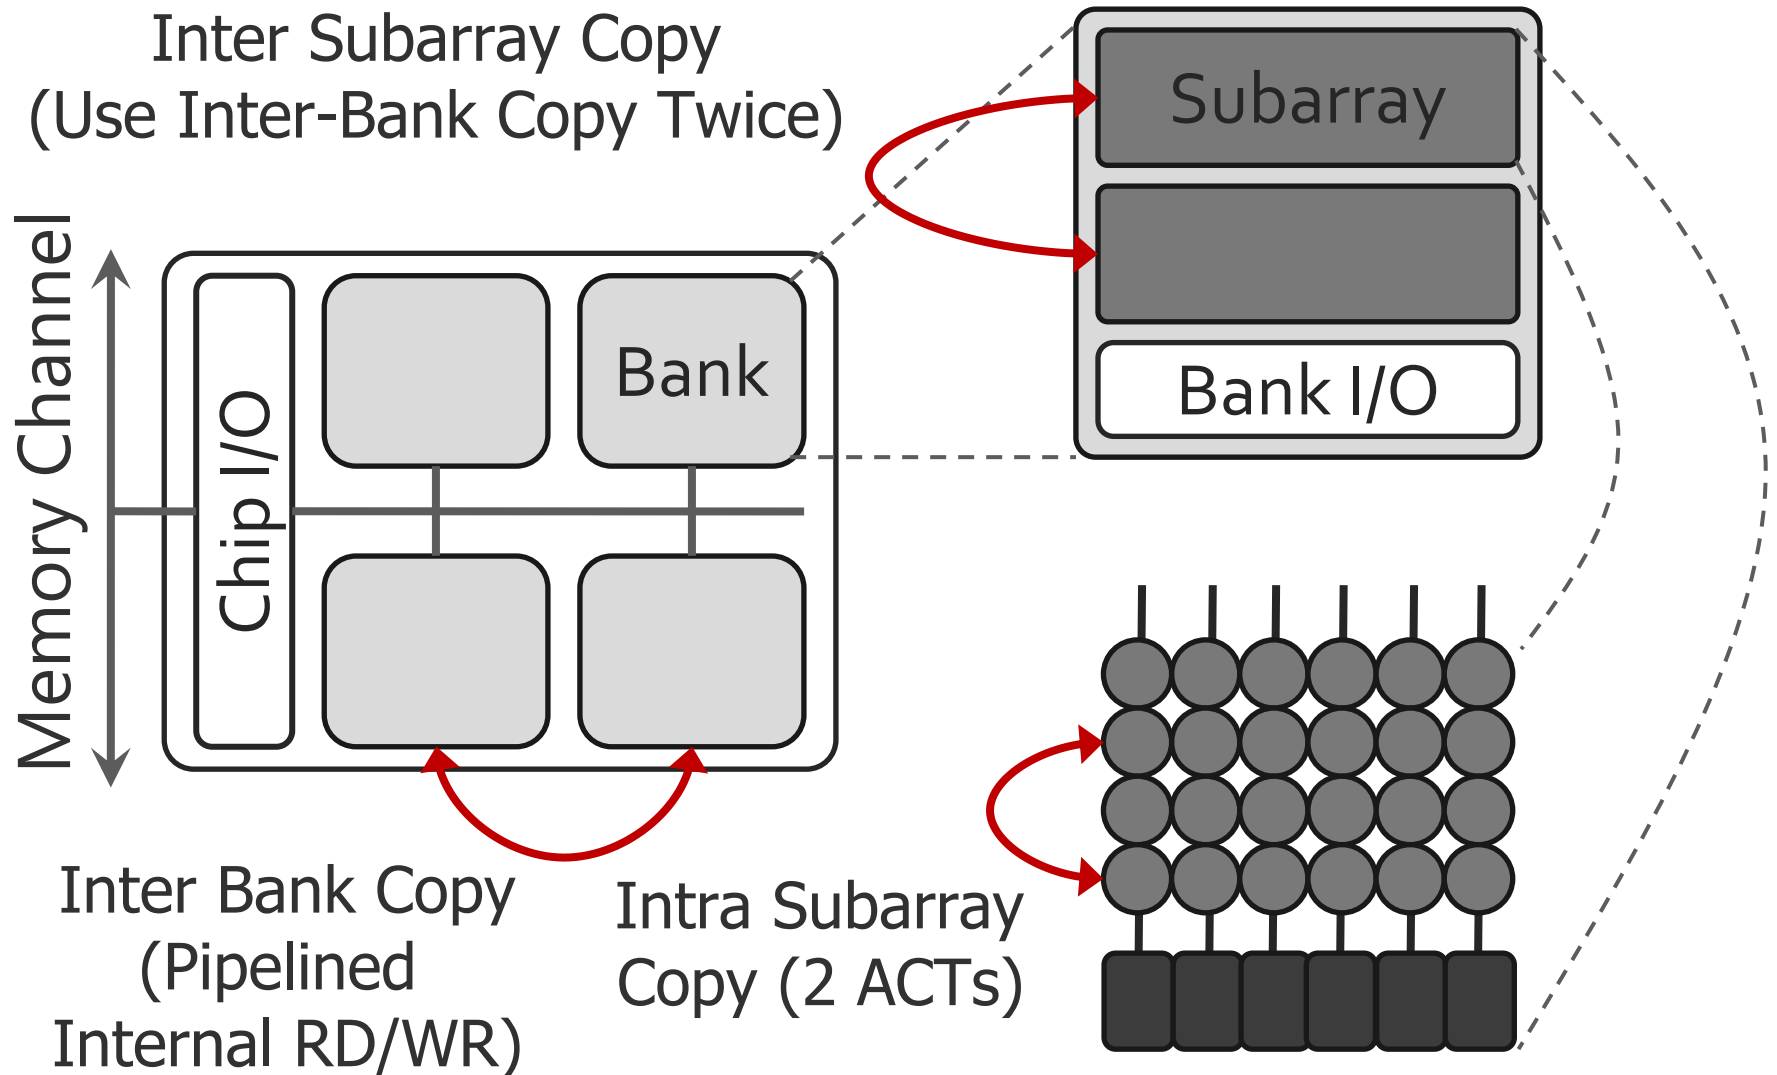 Inter Subarray Copy
(Use Inter-Bank Copy Twice)
Subarray
Bank I/O
Memory Channel
Chip I/O
Bank
Inter Bank Copy
(Pipelined
Internal RD/WR)
Intra Subarray
Copy (2 ACTs)